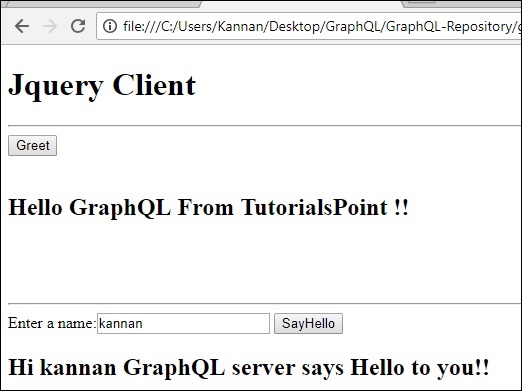 file:///C:/Users/Kannan/Desktop/GraphQL/GraphQL-Repository/g
Jquery Client
Greet
Hello GraphQL From TutorialsPoint !!
Enter a name:kannan SayHello
Hi kannan GraphQL server says Hello to you!!